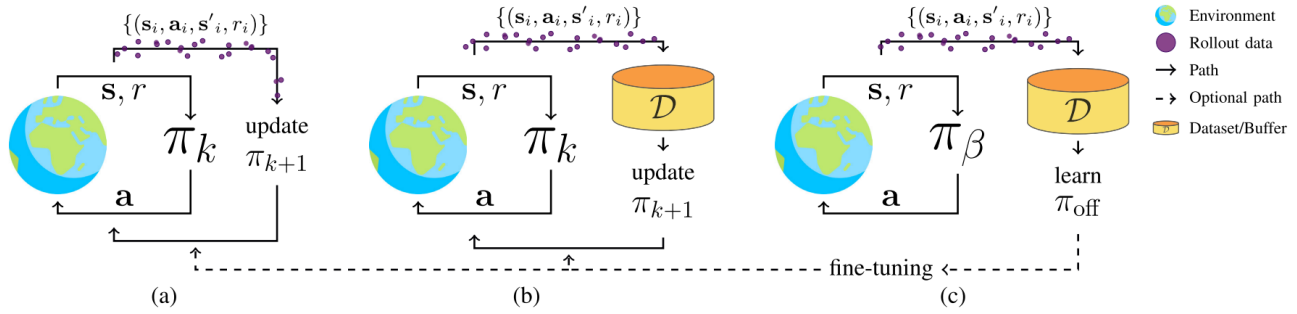 {(s_i, a_i, s'_i, r_i)}
s, r
π_k
a
update
π_{k+1}
(a)
{(s_i, a_i, s'_i, r_i)}
s, r
π_k
a
𝒟
update
π_{k+1}
(b)
{(s_i, a_i, s'_i, r_i)}
s, r
π_β
a
𝒟
learn
π_off
fine-tuning
(c)
Environment
Rollout data
Path
Optional path
𝒟 Dataset/Buffer